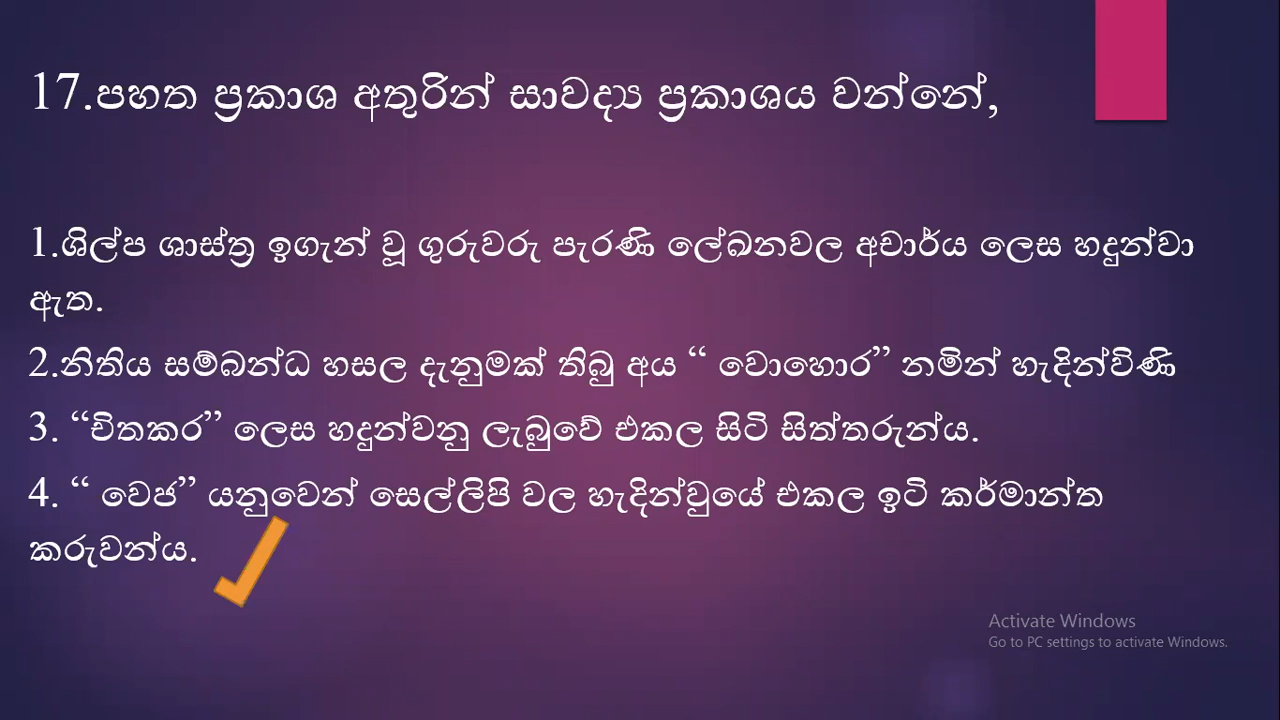 17.පහත ප්‍රකාශ අතුරින් සාවද්‍ය ප්‍රකාශය වන්නේ,
1.ශිල්ප ශාස්ත්‍ර ඉගැන් වූ ගුරුවරු පැරණි ලේඛනවල අචාර්ය ලෙස හදුන්වා
ඇත.
2.නිතිය සම්බන්ධ හසල දැනුමක් තිබු අය “ වොහොර” නමින් හැදින්විණි
3. “චිතකර” ලෙස හදුන්වනු ලැබුවේ එකල සිටි සිත්තරුන්ය.
4. “ වෙජ” යනුවෙන් සෙල්ලිපි වල හැදින්වුයේ එකල ඉටි කර්මාන්ත
කරුවන්ය.
Activate Windows
Go to PC settings to activate Windows.